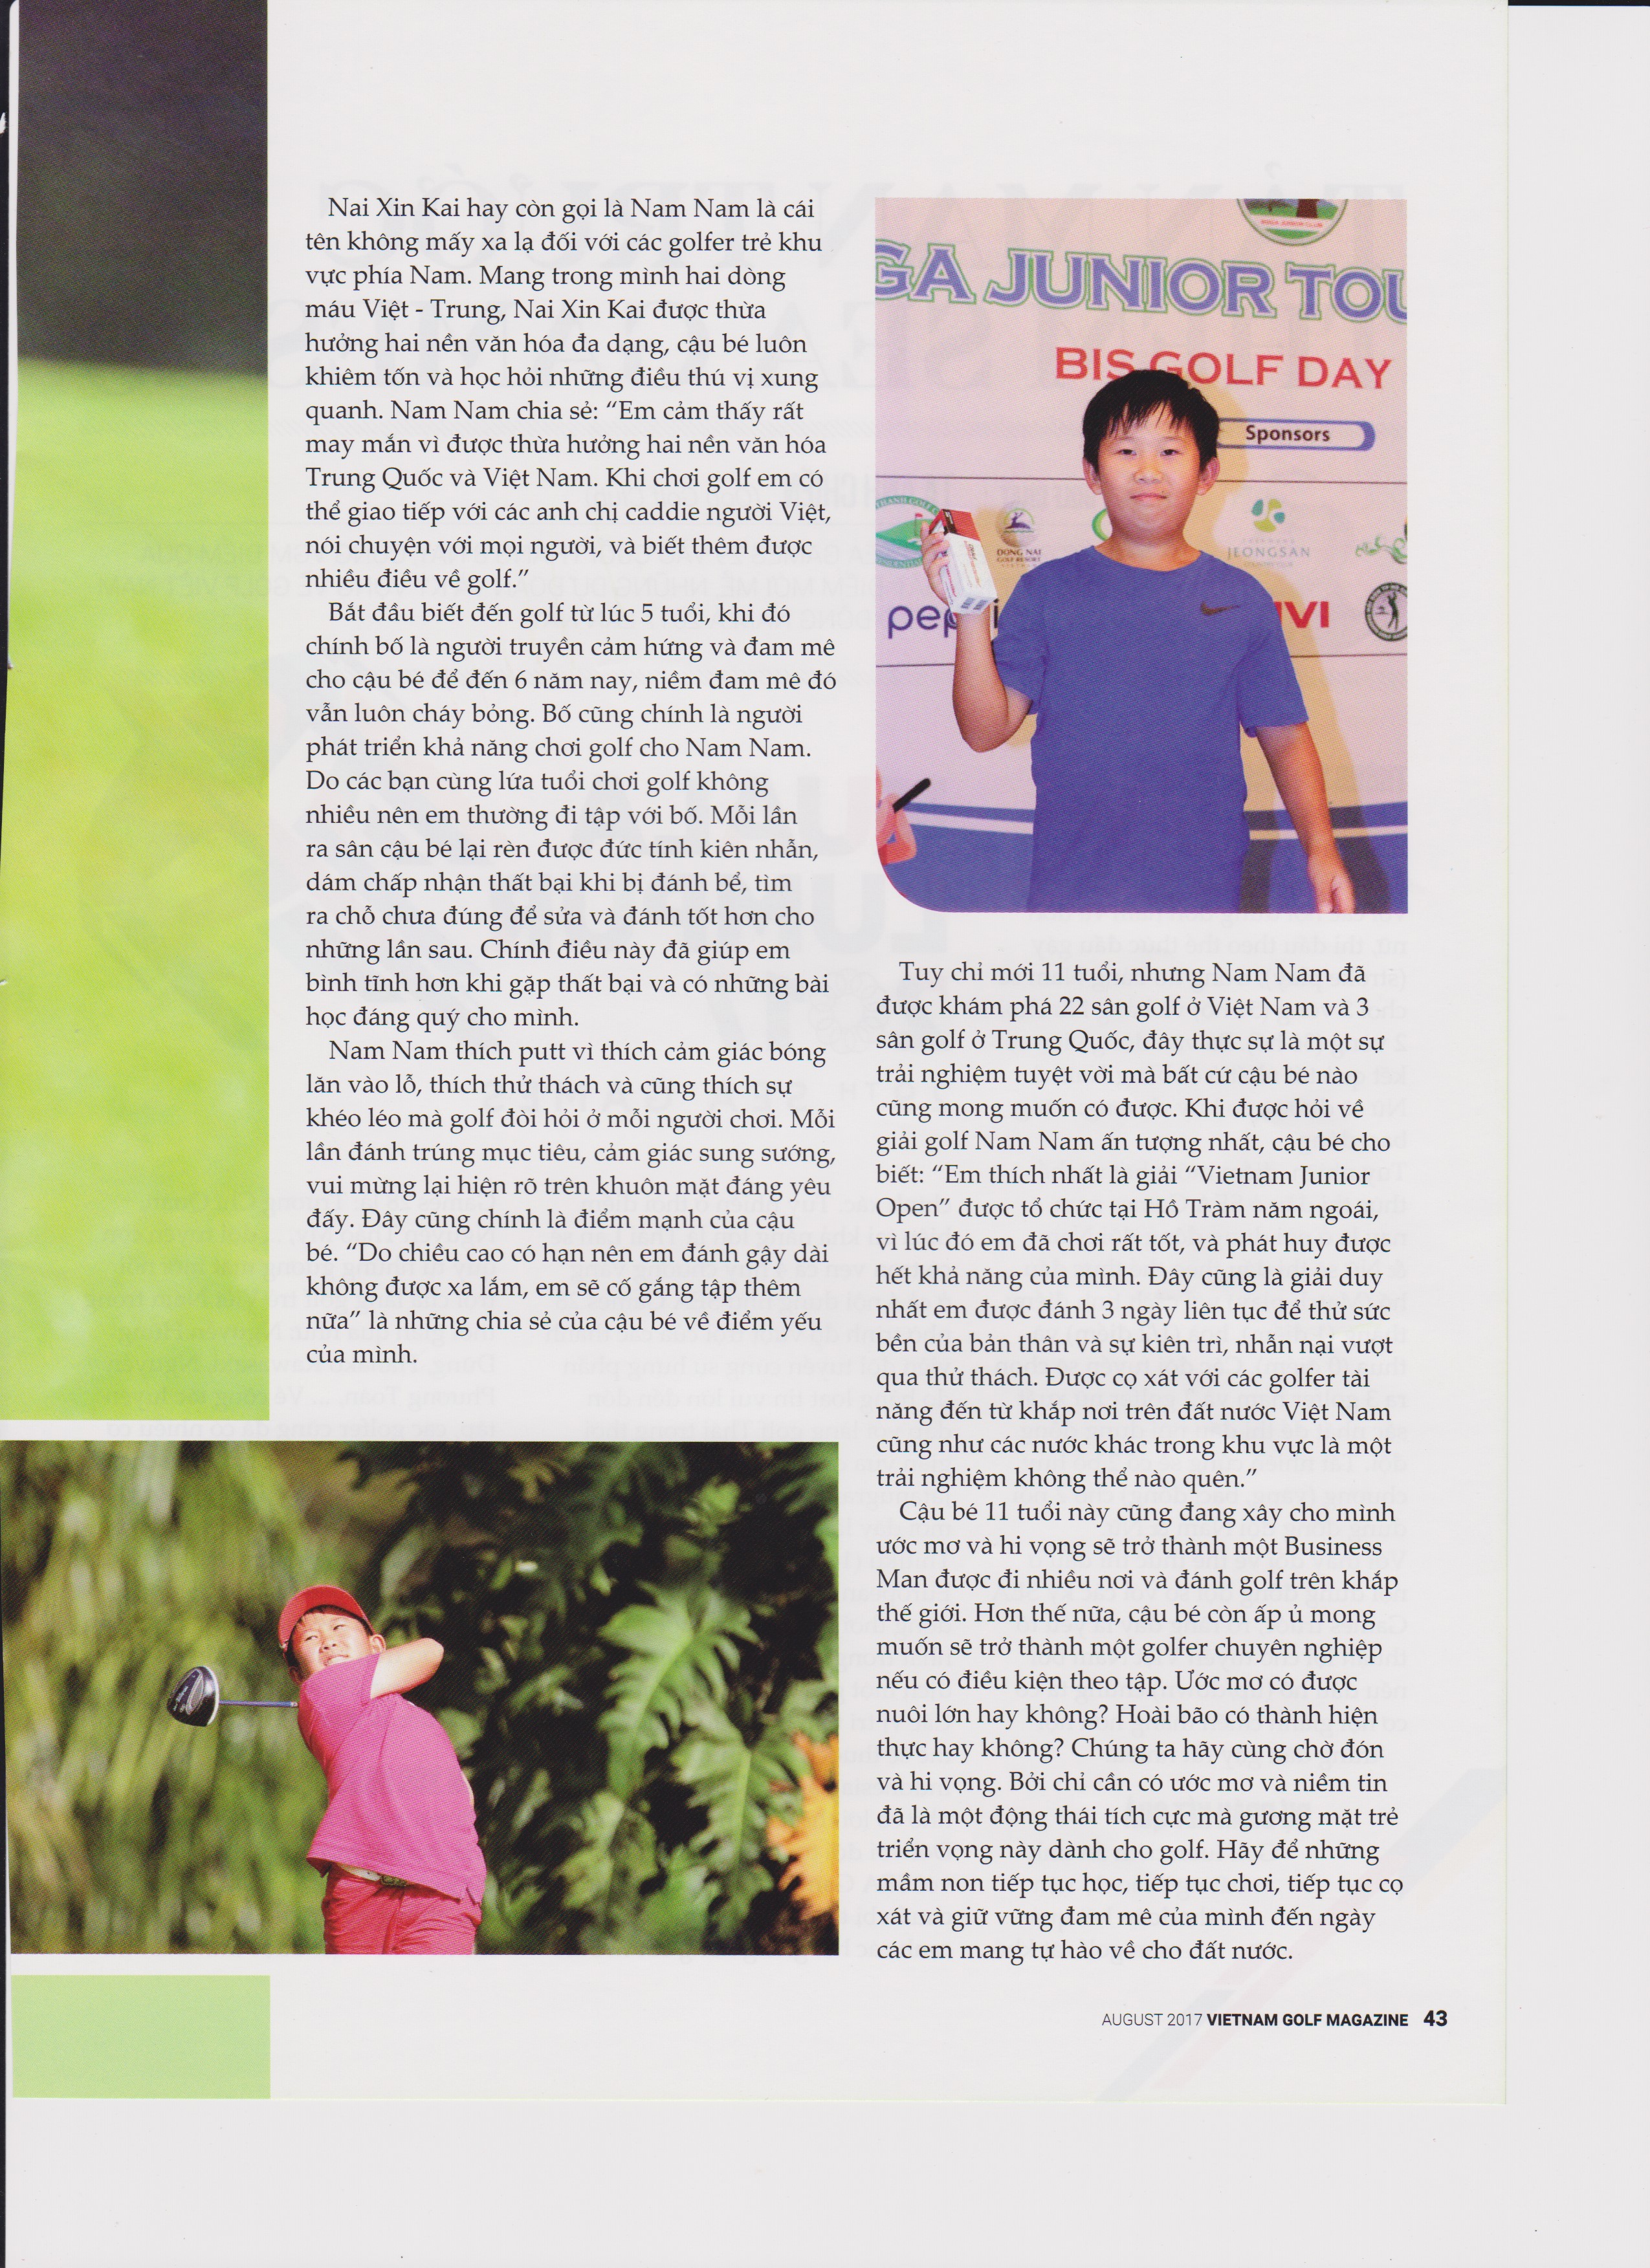 Nai Xin Kai hay còn gọi là Nam Nam là cái
tên không mấy xa lạ đối với các golfer trẻ khu
vực phía Nam. Mang trong mình hai dòng
máu Việt - Trung, Nai Xin Kai được thừa
hưởng hai nền văn hóa đa dạng, cậu bé luôn
khiêm tốn và học hỏi những điều thú vị xung
quanh. Nam Nam chia sẻ: “Em cảm thấy rất
may mắn vì được thừa hưởng hai nền văn hóa
Trung Quốc và Việt Nam. Khi chơi golf em có
thể giao tiếp với các anh chị caddie người Việt,
nói chuyện với mọi người, và biết thêm được
nhiều điều về golf.”
Bắt đầu biết đến golf từ lúc 5 tuổi, khi đó
chính bố là người truyền cảm hứng và đam mê
cho cậu bé để đến 6 năm nay, niềm đam mê đó
vẫn luôn cháy bỏng. Bố cũng chính là người
phát triển khả năng chơi golf cho Nam Nam.
Do các bạn cùng lứa tuổi chơi golf không
nhiều nên em thường đi tập với bố. Mỗi lần
ra sân cậu bé lại rèn được đức tính kiên nhẫn,
dám chấp nhận thất bại khi bị đánh bể, tìm
ra chỗ chưa đúng để sửa và đánh tốt hơn cho
những lần sau. Chính điều này đã giúp em
bình tĩnh hơn khi gặp thất bại và có những bài
học đáng quý cho mình.
Nam Nam thích putt vì thích cảm giác bóng
lăn vào lỗ, thích thử thách và cũng thích sự
khéo léo mà golf đòi hỏi ở mỗi người chơi. Mỗi
lần đánh trúng mục tiêu, cảm giác sung sướng,
vui mừng lại hiện rõ trên khuôn mặt đáng yêu
đấy. Đây cũng chính là điểm mạnh của cậu
bé. “Do chiều cao có hạn nên em đánh gậy dài
không được xa lắm, em sẽ cố gắng tập thêm
nữa” là những chia sẻ của cậu bé về điểm yếu
của mình.
GA JUNIOR TOU
BIS GOLF DAY
Sponsors
DONG NAI
GOLF RESORT
JEONGSAN
pep
Tuy chỉ mới 11 tuổi, nhưng Nam Nam đã
được khám phá 22 sân golf ở Việt Nam và 3
sân golf ở Trung Quốc, đây thực sự là một sự
trải nghiệm tuyệt vời mà bất cứ cậu bé nào
cũng mong muốn có được. Khi được hỏi về
giải golf Nam Nam ấn tượng nhất, cậu bé cho
biết: “Em thích nhất là giải “Vietnam Junior
Open” được tổ chức tại Hồ Tràm năm ngoái,
vì lúc đó em đã chơi rất tốt, và phát huy được
hết khả năng của mình. Đây cũng là giải duy
nhất em được đánh 3 ngày liên tục để thử sức
bền của bản thân và sự kiên trì, nhẫn nại vượt
qua thử thách. Được cọ xát với các golfer tài
năng đến từ khắp nơi trên đất nước Việt Nam
cũng như các nước khác trong khu vực là một
trải nghiệm không thể nào quên.”
Cậu bé 11 tuổi này cũng đang xây cho mình
ước mơ và hi vọng sẽ trở thành một Business
Man được đi nhiều nơi và đánh golf trên khắp
thế giới. Hơn thế nữa, cậu bé còn ấp ủ mong
muốn sẽ trở thành một golfer chuyên nghiệp
nếu có điều kiện theo tập. Ước mơ có được
nuôi lớn hay không? Hoài bão có thành hiện
thực hay không? Chúng ta hãy cùng chờ đón
và hi vọng. Bởi chỉ cần có ước mơ và niềm tin
đã là một động thái tích cực mà gương mặt trẻ
triển vọng này dành cho golf. Hãy để những
mầm non tiếp tục học, tiếp tục chơi, tiếp tục cọ
xát và giữ vững đam mê của mình đến ngày
các em mang tự hào về cho đất nước.
AUGUST 2017 VIETNAM GOLF MAGAZINE 43